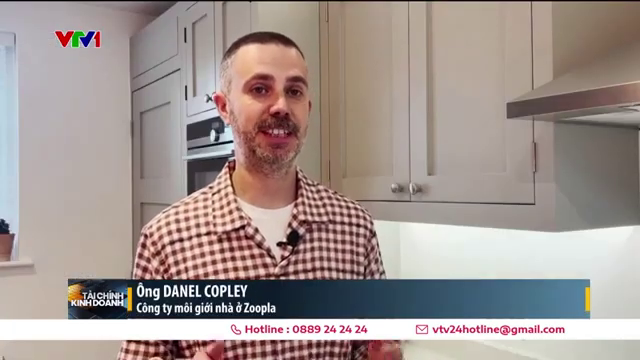 VTV1
Ông DANEL COPLEY
TÀI CHÍNH
KINH DOANH
Công ty môi giới nhà ở Zoopla
Hotline : 0889 24 24 24
vtv24hotline@gmail.com